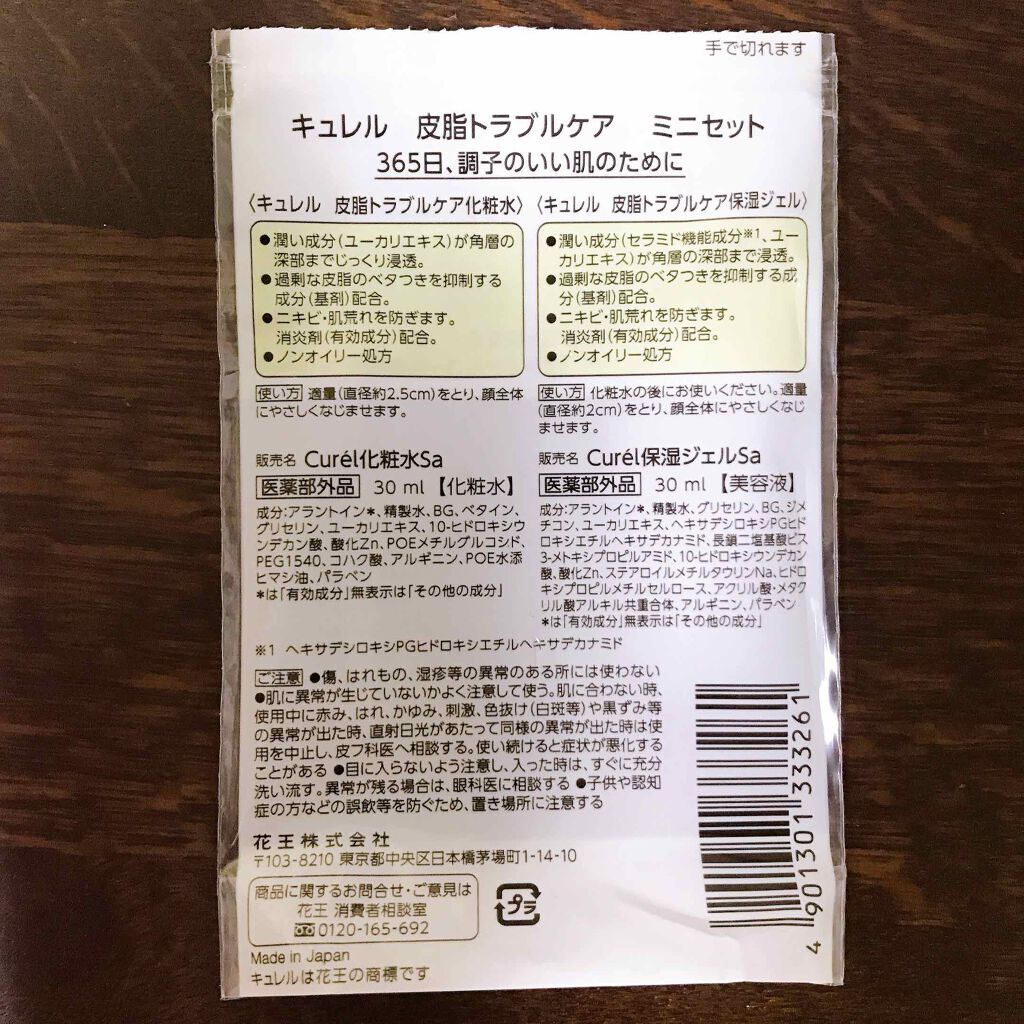 手で切れます
キュレル 皮脂トラブルケア ミニセット
365日、調子のいい肌のために
〈キュレル 皮脂トラブルケア化粧水〉
●潤い成分(ユーカリエキス)が角層の
深部までじっくり浸透。
●過剰な皮脂のベタつきを抑制する
成分(基剤)配合。
●ニキビ・肌荒れを防ぎます。
消炎剤(有効成分)配合。
●ノンオイリー処方
使い方 適量(直径約2.5cm)をとり、顔全体
にやさしくなじませます。
販売名 Curél化粧水Sa
医薬部外品 30 ml 【化粧水】
成分:アラントイン*、精製水、BG、ベタイン、
グリセリン、ユーカリエキス、10-ヒドロキシウ
ンデカン酸、酸化Zn、POEメチルグルコシド、
PEG1540、コハク酸、アルギニン、POE水添
ヒマシ油、パラベン
*は「有効成分」無表示は「その他の成分」
〈キュレル 皮脂トラブルケア保湿ジェル〉
●潤い成分(セラミド機能成分※1、ユー
カリエキス)が角層の深部まで浸透。
●過剰な皮脂のベタつきを抑制する成
分(基剤)配合。
●ニキビ・肌荒れを防ぎます。
消炎剤(有効成分)配合。
●ノンオイリー処方
使い方 化粧水の後にお使いください。適量
(直径約2cm)をとり、顔全体にやさしくなじ
ませます。
販売名 Curél保湿ジェルSa
医薬部外品 30 ml 【美容液】
成分:アラントイン*、精製水、グリセリン、BG、ジメ
チコン、ユーカリエキス、ヘキサデシロキシPGヒド
ロキシエチルヘキサデカナミド、長鎖二塩基酸ビス
3-メトキシプロピルアミド、10-ヒドロキシウンデカン
酸、酸化Zn、ステアロイルメチルタウリンNa、ヒドロ
キシプロピルメチルセルロース、アクリル酸・メタク
リル酸アルキル共重合体、アルギニン、パラベン
*は「有効成分」無表示は「その他の成分」
※1 ヘキサデシロキシPGヒドロキシエチルヘキサデカナミド
ご注意 ●傷、はれもの、湿疹等の異常のある所には使わない
●肌に異常が生じていないかよく注意して使う。肌に合わない時、
使用中に赤み、はれ、かゆみ、刺激、色抜け(白斑等)や黒ずみ等
の異常が出た時、直射日光があたって同様の異常が出た時は使
用を中止し、皮フ科医へ相談する。使い続けると症状が悪化する
ことがある ●目に入らないよう注意し、入った時は、すぐに充分
洗い流す。異常が残る場合は、眼科医に相談する ●子供や認知
症の方などの誤飲等を防ぐため、置き場所に注意する
花王株式会社
〒103-8210 東京都中央区日本橋茅場町1-14-10
商品に関するお問合せ・ご意見は
花王 消費者相談室
0120-165-692
プラ
Made in Japan
キュレルは花王の商標です
4 901301 333261